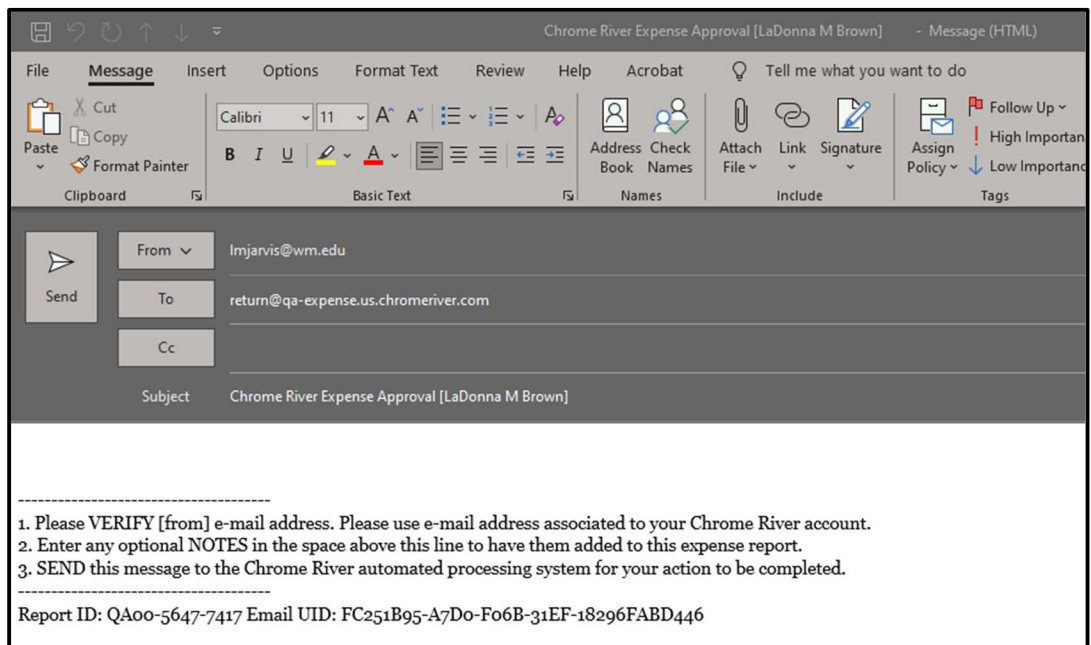 Chrome River Expense Approval [LaDonna M Brown] - Message (HTML)
File Message Insert Options Format Text Review Help Acrobat Tell me what you want to do
Paste
Cut
Copy
Format Painter
Clipboard
Calibri 11
B I U
Basic Text
Address Book
Check Names
Names
Attach File
Link
Signature
Include
Assign Policy
Follow Up
High Importan
Low Importanc
Tags
Send
From lmjarvis@wm.edu
To return@qa-expense.us.chromeriver.com
Cc
Subject Chrome River Expense Approval [LaDonna M Brown]
--------------------------------------
1. Please VERIFY [from] e-mail address. Please use e-mail address associated to your Chrome River account.
2. Enter any optional NOTES in the space above this line to have them added to this expense report.
3. SEND this message to the Chrome River automated processing system for your action to be completed.
--------------------------------------
Report ID: QA00-5647-7417 Email UID: FC251B95-A7D0-F06B-31EF-18296FABD446